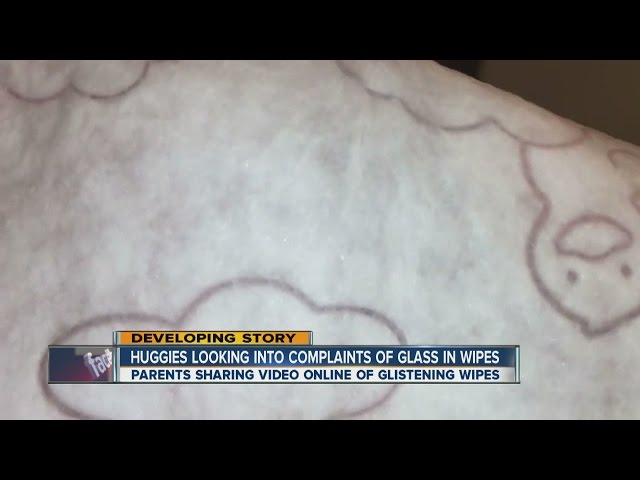 DEVELOPING STORY
HUGGIES LOOKING INTO COMPLAINTS OF GLASS IN WIPES
PARENTS SHARING VIDEO ONLINE OF GLISTENING WIPES